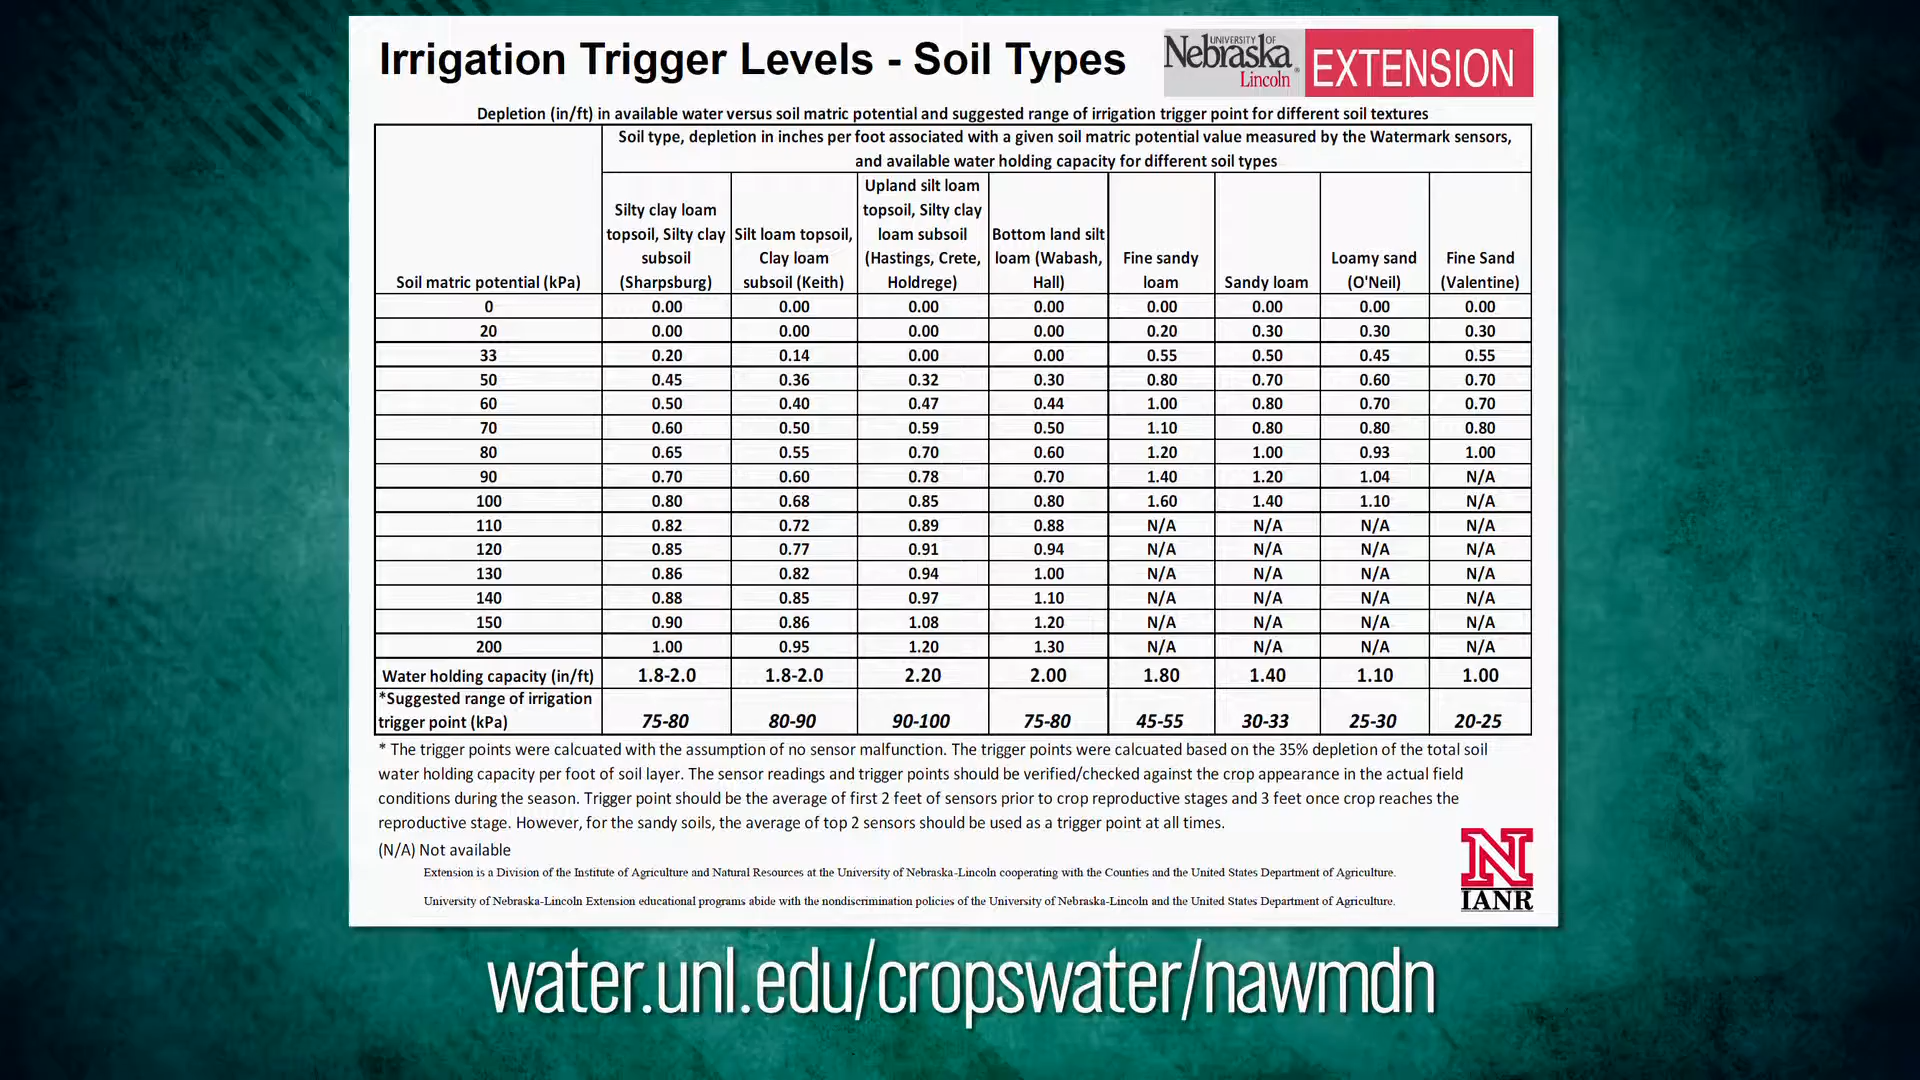 Irrigation Trigger Levels - Soil Types
UNIVERSITY OF
Nebraska
Lincoln
EXTENSION
Depletion (in/ft) in available water versus soil matric potential and suggested range of irrigation trigger point for different soil textures
Soil type, depletion in inches per foot associated with a given soil matric potential value measured by the Watermark sensors,
and available water holding capacity for different soil types
Soil matric potential (kPa)
Silty clay loam
topsoil, Silty clay
subsoil
(Sharpsburg)
Silt loam topsoil,
Clay loam
subsoil (Keith)
Upland silt loam
topsoil, Silty clay
loam subsoil
(Hastings, Crete,
Holdrege)
Bottom land silt
loam (Wabash,
Hall)
Fine sandy
loam
Sandy loam
Loamy sand
(O'Neil)
Fine Sand
(Valentine)
0 0.00 0.00 0.00 0.00 0.00 0.00 0.00 0.00
20 0.00 0.00 0.00 0.00 0.20 0.30 0.30 0.30
33 0.20 0.14 0.00 0.00 0.55 0.50 0.45 0.55
50 0.45 0.36 0.32 0.30 0.80 0.70 0.60 0.70
60 0.50 0.40 0.47 0.44 1.00 0.80 0.70 0.70
70 0.60 0.50 0.59 0.50 1.10 0.80 0.80 0.80
80 0.65 0.55 0.70 0.60 1.20 1.00 0.93 1.00
90 0.70 0.60 0.78 0.70 1.40 1.20 1.04 N/A
100 0.80 0.68 0.85 0.80 1.60 1.40 1.10 N/A
110 0.82 0.72 0.89 0.88 N/A N/A N/A N/A
120 0.85 0.77 0.91 0.94 N/A N/A N/A N/A
130 0.86 0.82 0.94 1.00 N/A N/A N/A N/A
140 0.88 0.85 0.97 1.10 N/A N/A N/A N/A
150 0.90 0.86 1.08 1.20 N/A N/A N/A N/A
200 1.00 0.95 1.20 1.30 N/A N/A N/A N/A
Water holding capacity (in/ft) 1.8-2.0 1.8-2.0 2.20 2.00 1.80 1.40 1.10 1.00
*Suggested range of irrigation
trigger point (kPa) 75-80 80-90 90-100 75-80 45-55 30-33 25-30 20-25
* The trigger points were calcuated with the assumption of no sensor malfunction. The trigger points were calcuated based on the 35% depletion of the total soil
water holding capacity per foot of soil layer. The sensor readings and trigger points should be verified/checked against the crop appearance in the actual field
conditions during the season. Trigger point should be the average of first 2 feet of sensors prior to crop reproductive stages and 3 feet once crop reaches the
reproductive stage. However, for the sandy soils, the average of top 2 sensors should be used as a trigger point at all times.
(N/A) Not available
Extension is a Division of the Institute of Agriculture and Natural Resources at the University of Nebraska-Lincoln cooperating with the Counties and the United States Department of Agriculture.
University of Nebraska-Lincoln Extension educational programs abide with the nondiscrimination policies of the University of Nebraska-Lincoln and the United States Department of Agriculture.
N
IANR
water.unl.edu/cropswater/nawmdn